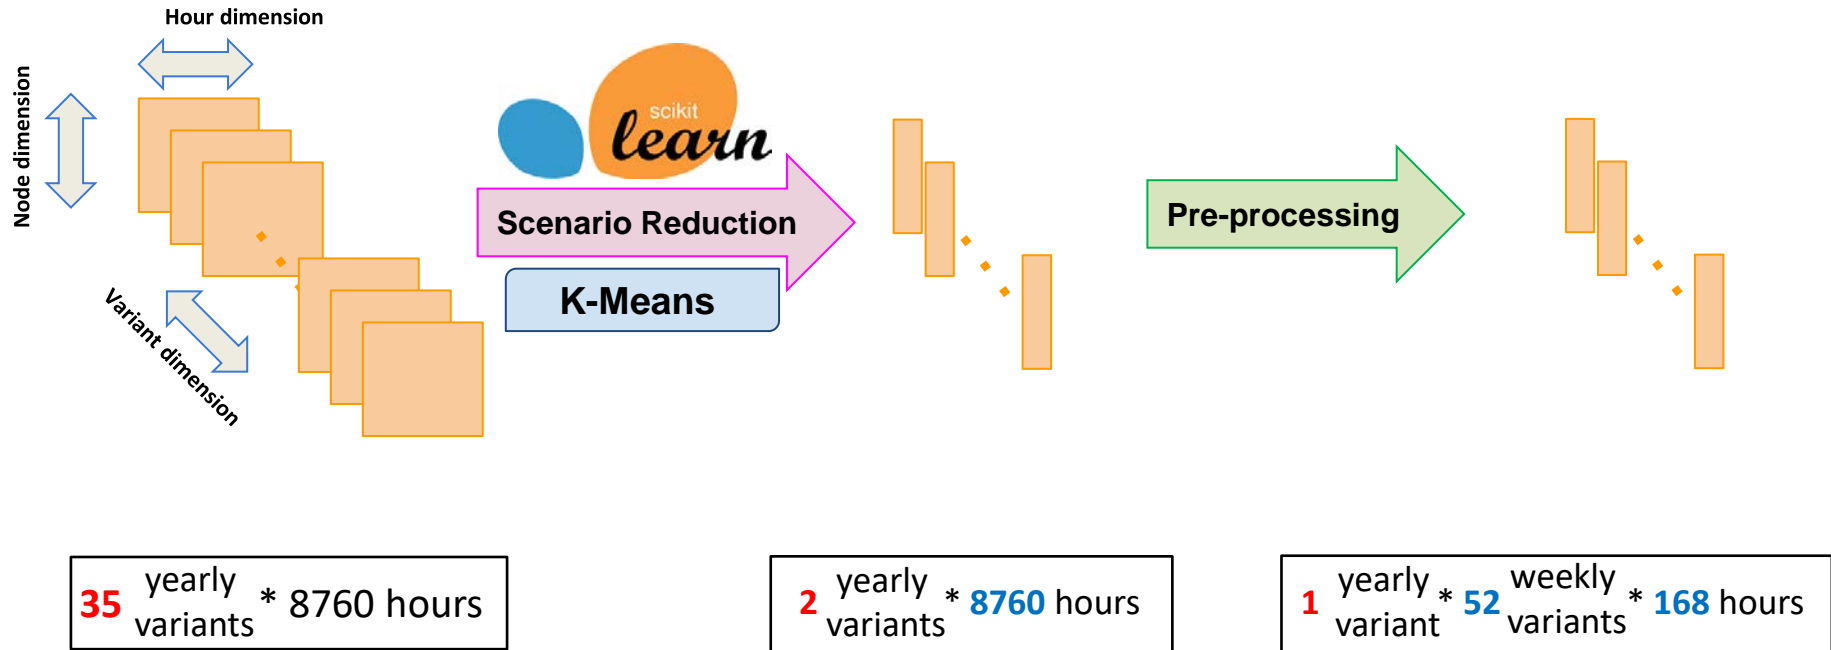 Hour dimension
Node dimension
Variant dimension
scikit
learn
Scenario Reduction
K-Means
Pre-processing
35 yearly variants * 8760 hours
2 yearly variants * 8760 hours
1 yearly variant * 52 weekly variants * 168 hours